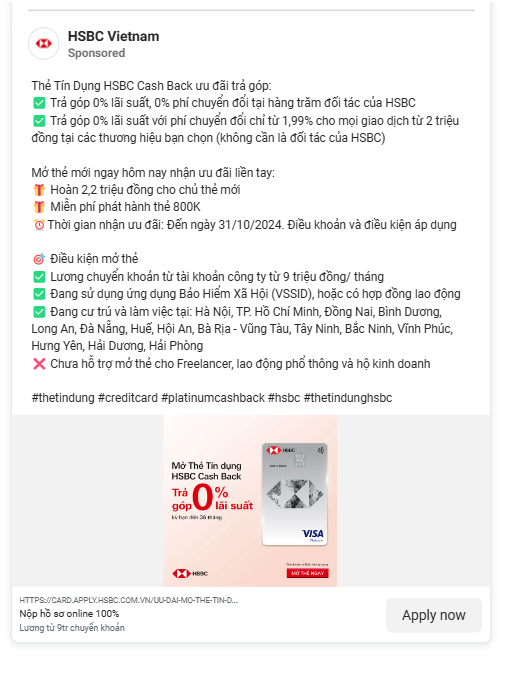 HSBC Vietnam
Sponsored
Thẻ Tín Dụng HSBC Cash Back ưu đãi trả góp:
✅ Trả góp 0% lãi suất, 0% phí chuyển đổi tại hàng trăm đối tác của HSBC
✅ Trả góp 0% lãi suất với phí chuyển đổi chỉ từ 1,99% cho mọi giao dịch từ 2 triệu
đồng tại các thương hiệu bạn chọn (không cần là đối tác của HSBC)
Mở thẻ mới ngay hôm nay nhận ưu đãi liền tay:
🎁 Hoàn 2,2 triệu đồng cho chủ thẻ mới
🎁 Miễn phí phát hành thẻ 800K
⏰Thời gian nhận ưu đãi: Đến ngày 31/10/2024. Điều khoản và điều kiện áp dụng
🎯 Điều kiện mở thẻ
✅ Lương chuyển khoản từ tài khoản công ty từ 9 triệu đồng/ tháng
✅ Đang sử dụng ứng dụng Bảo Hiểm Xã Hội (VSSID), hoặc có hợp đồng lao động
✅ Đang cư trú và làm việc tại: Hà Nội, TP. Hồ Chí Minh, Đồng Nai, Bình Dương,
Long An, Đà Nẵng, Huế, Hội An, Bà Rịa - Vũng Tàu, Tây Ninh, Bắc Ninh, Vĩnh Phúc,
Hưng Yên, Hải Dương, Hải Phòng
❌ Chưa hỗ trợ mở thẻ cho Freelancer, lao động phổ thông và hộ kinh doanh
#thetindung #creditcard #platinumcashback #hsbc #thetindunghsbc
Mở Thẻ Tín dụng
HSBC Cash Back
Trả góp 0% lãi suất
kỳ hạn đến 36 tháng
HSBC
VISA
Platinum
HSBC
MỞ THẺ NGAY
HTTPS://CARD.APPLY.HSBC.COM.VN/UU-DAI-MO-THE-TIN-D...
Nộp hồ sơ online 100%
Lương từ 9tr chuyển khoản
Apply now